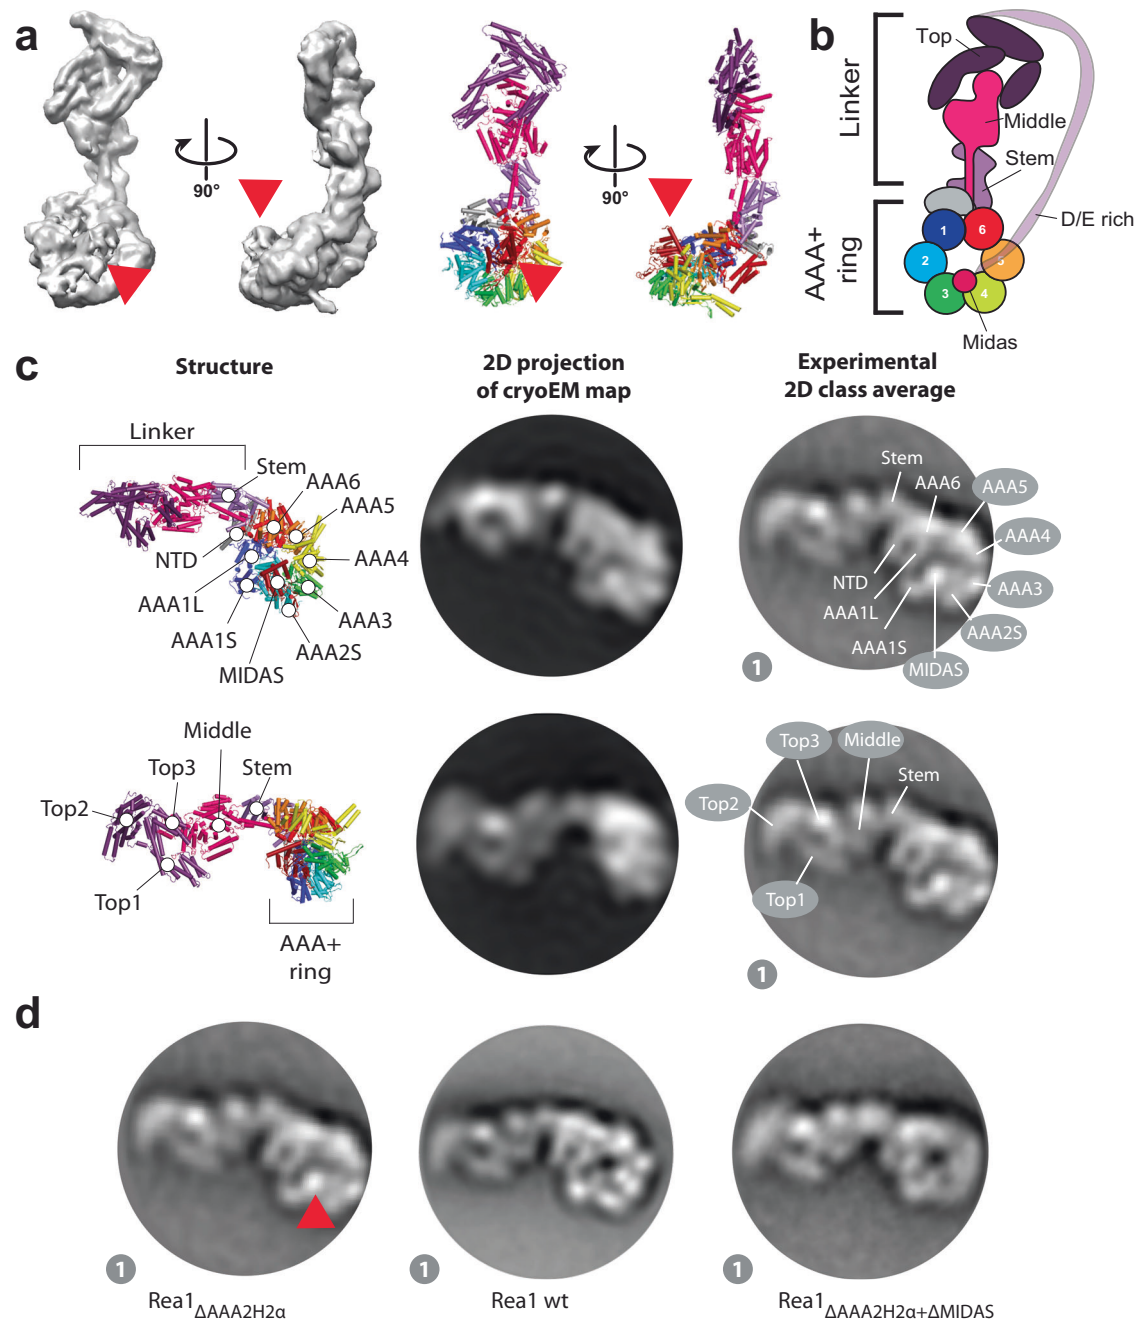 a
90°
90°
b
Linker
AAA+
ring
Top
Middle
Stem
D/E rich
1
6
2
5
3
4
Midas
c
Structure
2D projection
of cryoEM map
Experimental
2D class average
Linker
Stem
AAA6
AAA5
AAA4
AAA3
AAA2S
MIDAS
AAA1S
AAA1L
NTD
Stem
AAA6
AAA5
AAA4
AAA3
AAA2S
MIDAS
AAA1S
AAA1L
NTD
1
Middle
Top3
Stem
Top2
Top1
AAA+
ring
Top3
Middle
Stem
Top2
Top1
1
d
1
Rea1ΔAAA2H2α
1
Rea1 wt
1
Rea1ΔAAA2H2α+ΔMIDAS